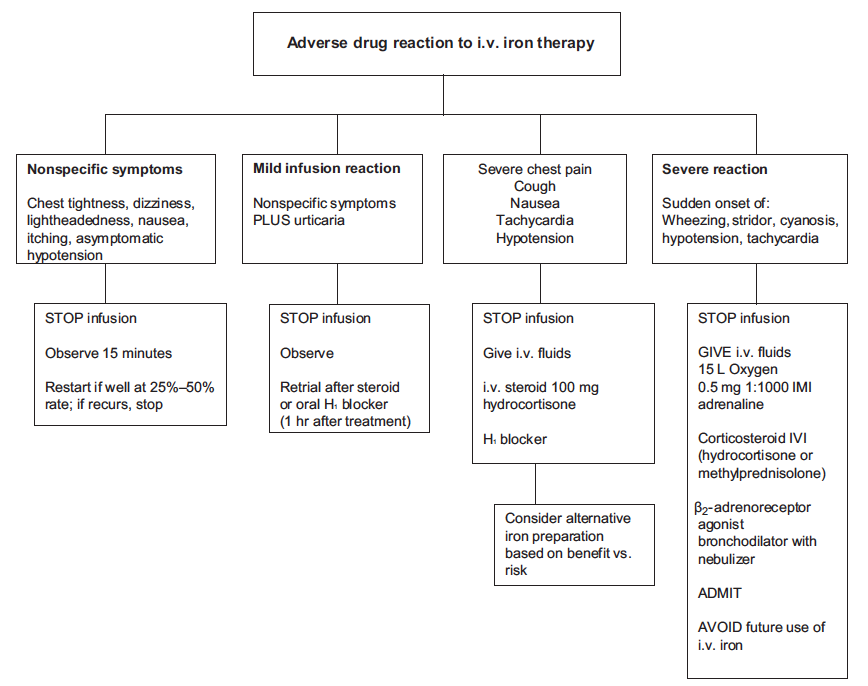 Adverse drug reaction to i.v. iron therapy
Nonspecific symptoms
Chest tightness, dizziness,
lightheadedness, nausea,
itching, asymptomatic
hypotension
STOP infusion
Observe 15 minutes
Restart if well at 25%–50%
rate; if recurs, stop
Mild infusion reaction
Nonspecific symptoms
PLUS urticaria
STOP infusion
Observe
Retrial after steroid
or oral H₁ blocker
(1 hr after treatment)
Severe chest pain
Cough
Nausea
Tachycardia
Hypotension
STOP infusion
Give i.v. fluids
i.v. steroid 100 mg
hydrocortisone
H₁ blocker
Consider alternative
iron preparation
based on benefit vs.
risk
Severe reaction
Sudden onset of:
Wheezing, stridor, cyanosis,
hypotension, tachycardia
STOP infusion
GIVE i.v. fluids
15 L Oxygen
0.5 mg 1:1000 IMI
adrenaline
Corticosteroid IVI
(hydrocortisone or
methylprednisolone)
β₂-adrenoreceptor
agonist
bronchodilator with
nebulizer
ADMIT
AVOID future use of
i.v. iron